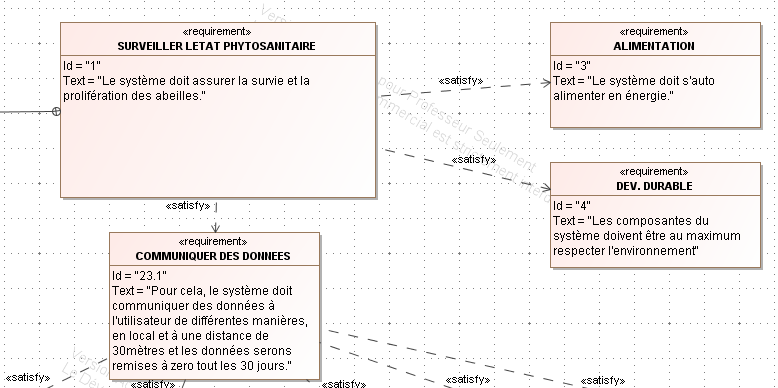 «requirement»
SURVEILLER LETAT PHYTOSANITAIRE
Id = "1"
Text = "Le système doit assurer la survie et la
prolifération des abeilles."
«satisfy»
«requirement»
ALIMENTATION
Id = "3"
Text = "Le système doit s'auto
alimenter en énergie."
«satisfy»
«requirement»
DEV. DURABLE
Id = "4"
Text = "Les composantes du
système doivent être au maximum
respecter l'environnement"
«satisfy»
«requirement»
COMMUNIQUER DES DONNEES
Id = "23.1"
Text = "Pour cela, le système doit
communiquer des données à
l'utilisateur de différentes manières,
en local et à une distance de
30mètres et les données serons
remises à zero tout les 30 jours."
«satisfy»
«satisfy»
«satisfy»
«satisfy»
Professeur Seulement
commercial est strictement